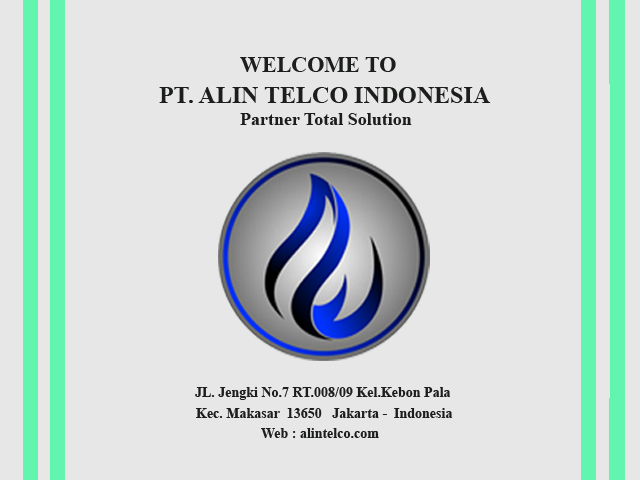 WELCOME TO
PT. ALIN TELCO INDONESIA
Partner Total Solution
JL. Jengki No.7 RT.008/09 Kel.Kebon Pala
Kec. Makasar 13650 Jakarta - Indonesia
Web : alintelco.com